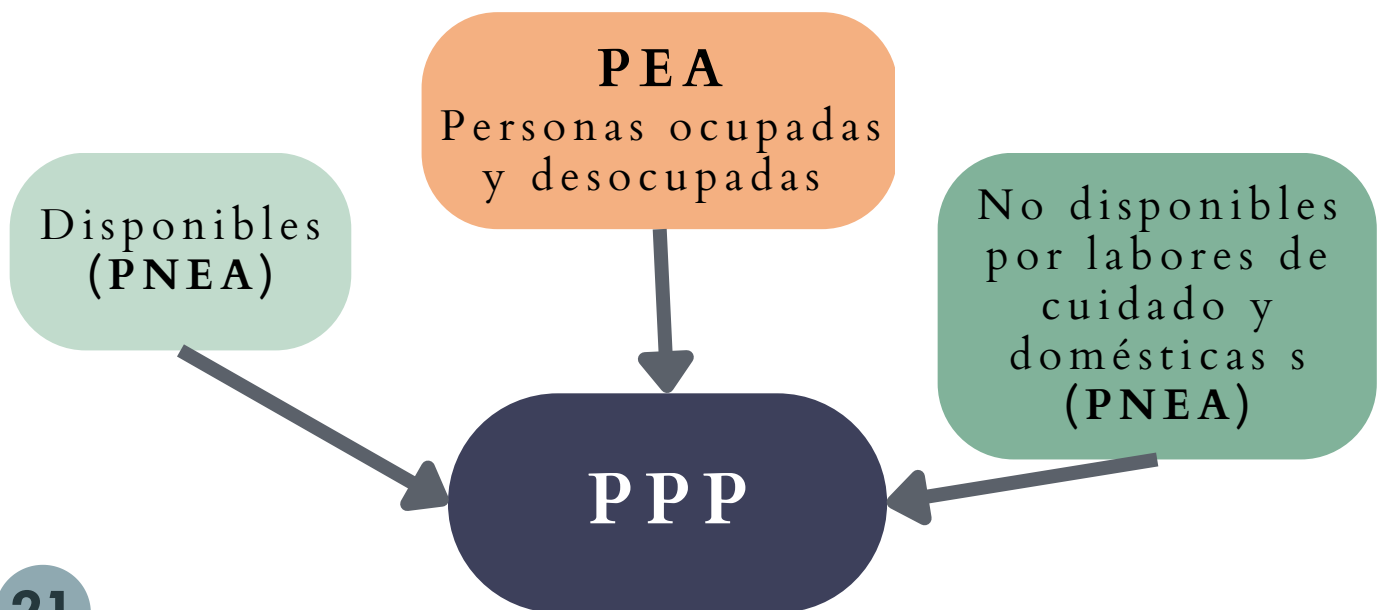 PEA
Personas ocupadas
y desocupadas
Disponibles
(PNEA)
No disponibles
por labores de
cuidado y
domésticas s
(PNEA)
PPP
21